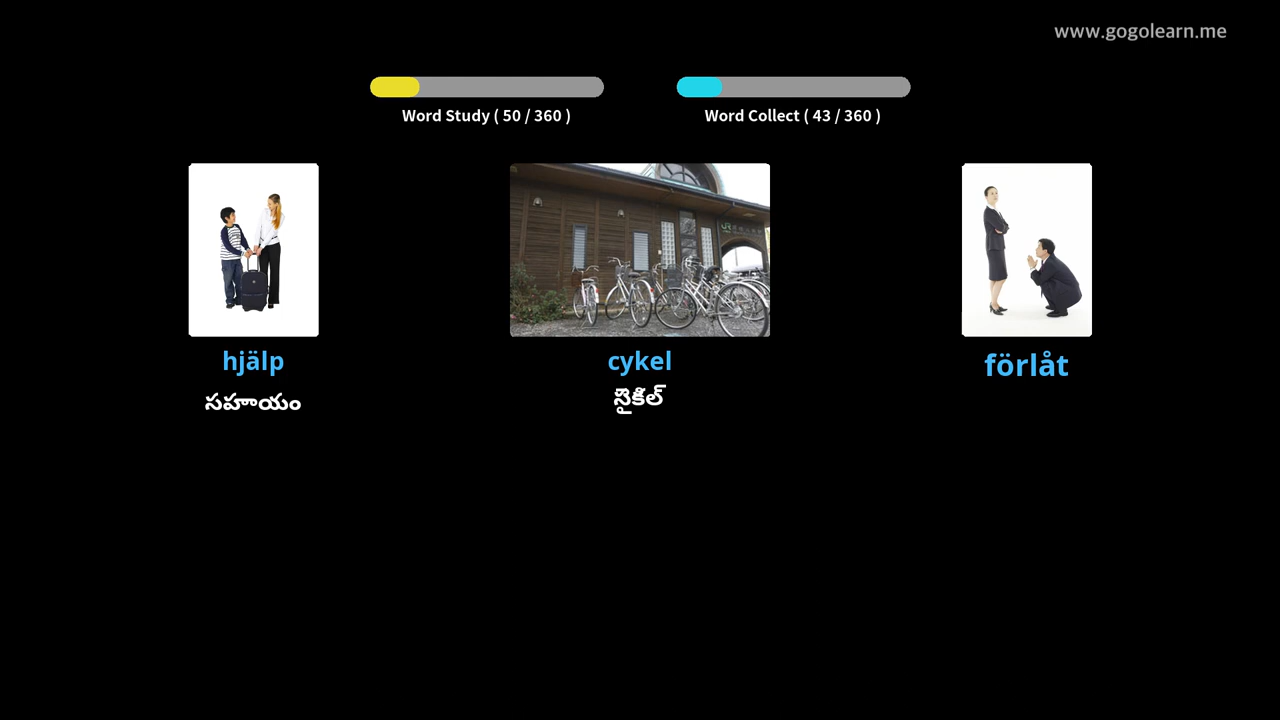 www.gogolearn.me
Word Study ( 50 / 360 )
Word Collect ( 43 / 360 )
hjälp
cykel
förlåt
సహాయం
సైకిల్